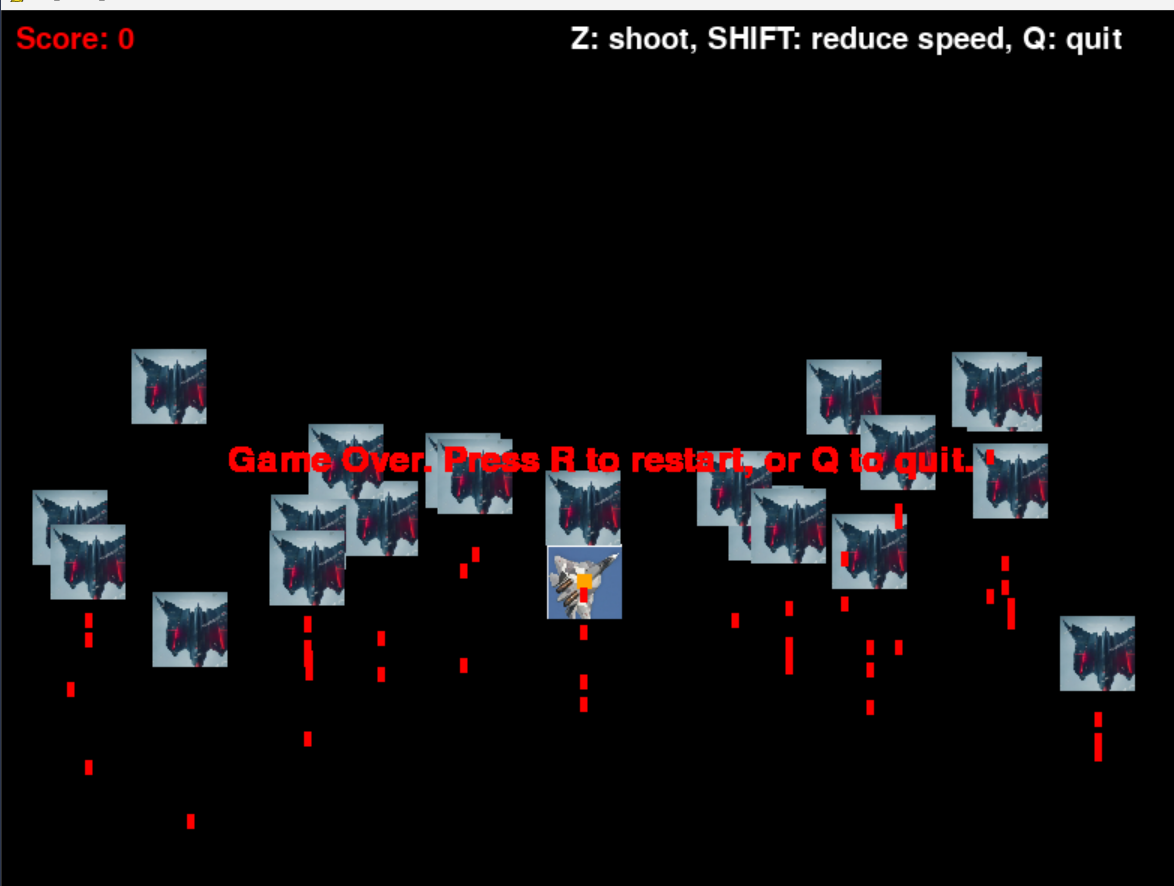 Score: 0
Z: shoot, SHIFT: reduce speed, Q: quit
Game Over. Press R to restart, or Q to quit.